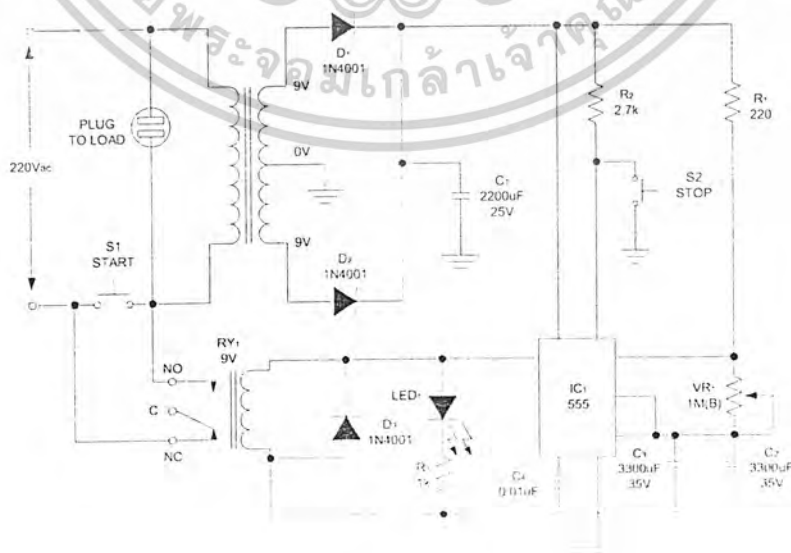 พระจอมเกล้าเจ้าคุณ
D1
1N4001
9V
0V
9V
PLUG
TO LOAD
220Vac
S1
START
D2
1N4001
C1
2200uF
25V
R2
2.7k
R1
220
S2
STOP
RY1
9V
NO
C
NC
D3
1N4001
LED1
1k
C4
0.01uF
IC1
555
VR1
1M(B)
C3
3300uF
35V
C2
3300uF
35V